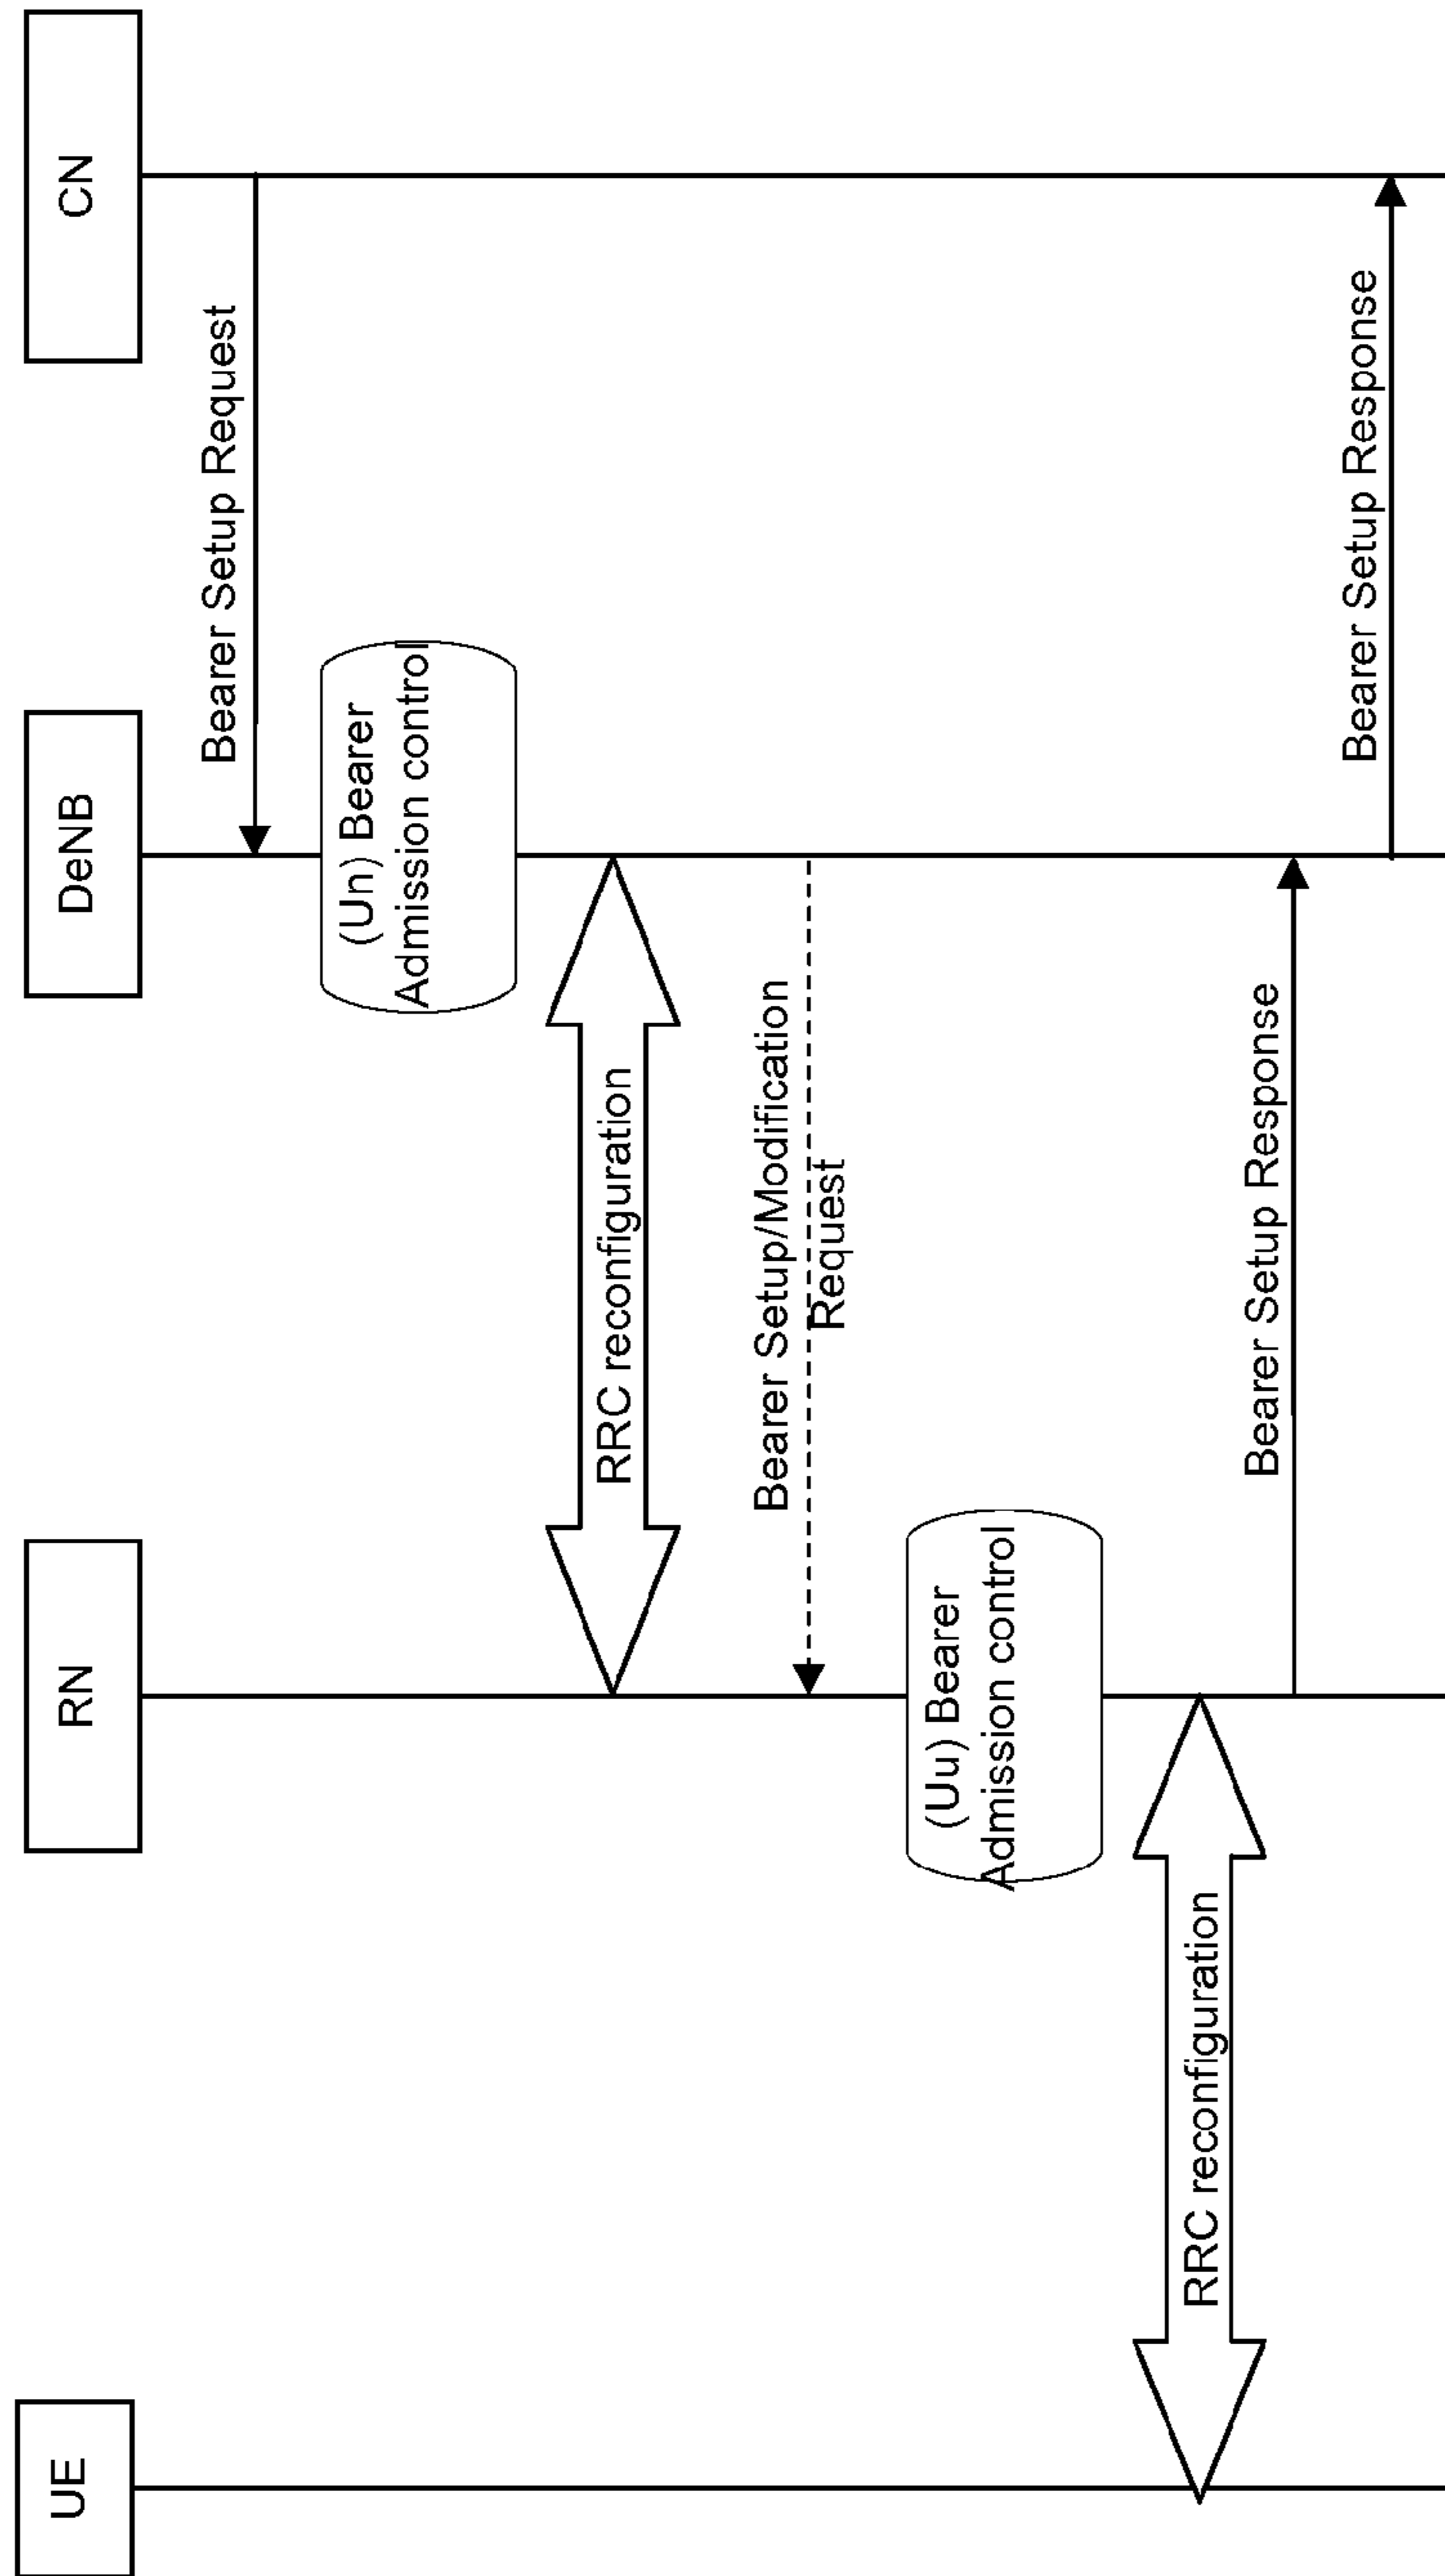 UE
RN
DeNB
CN
Bearer Setup Request
(Un) Bearer
Admission control
RRC reconfiguration
Bearer Setup/Modification
Request
(Uu) Bearer
Admission control
RRC reconfiguration
Bearer Setup Response
Bearer Setup Response